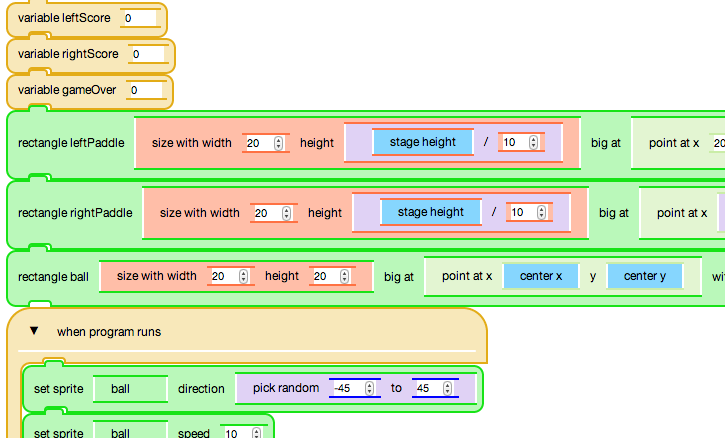 variable leftScore 0
variable rightScore 0
variable gameOver 0
rectangle leftPaddle size with width 20 height stage height / 10 big at point at x 20
rectangle rightPaddle size with width 20 height stage height / 10 big at point at x
rectangle ball size with width 20 height 20 big at point at x center x y center y wi
▼ when program runs
set sprite ball direction pick random -45 to 45
set sprite ball speed 10